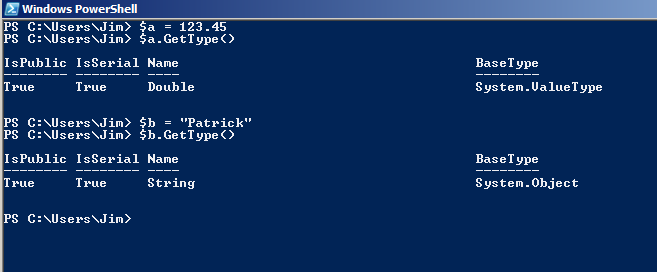 Windows PowerShell
PS C:\Users\Jim> $a = 123.45
PS C:\Users\Jim> $a.GetType()
IsPublic IsSerial Name BaseType
-------- -------- ---- --------
True True Double System.ValueType
PS C:\Users\Jim> $b = "Patrick"
PS C:\Users\Jim> $b.GetType()
IsPublic IsSerial Name BaseType
-------- -------- ---- --------
True True String System.Object
PS C:\Users\Jim>